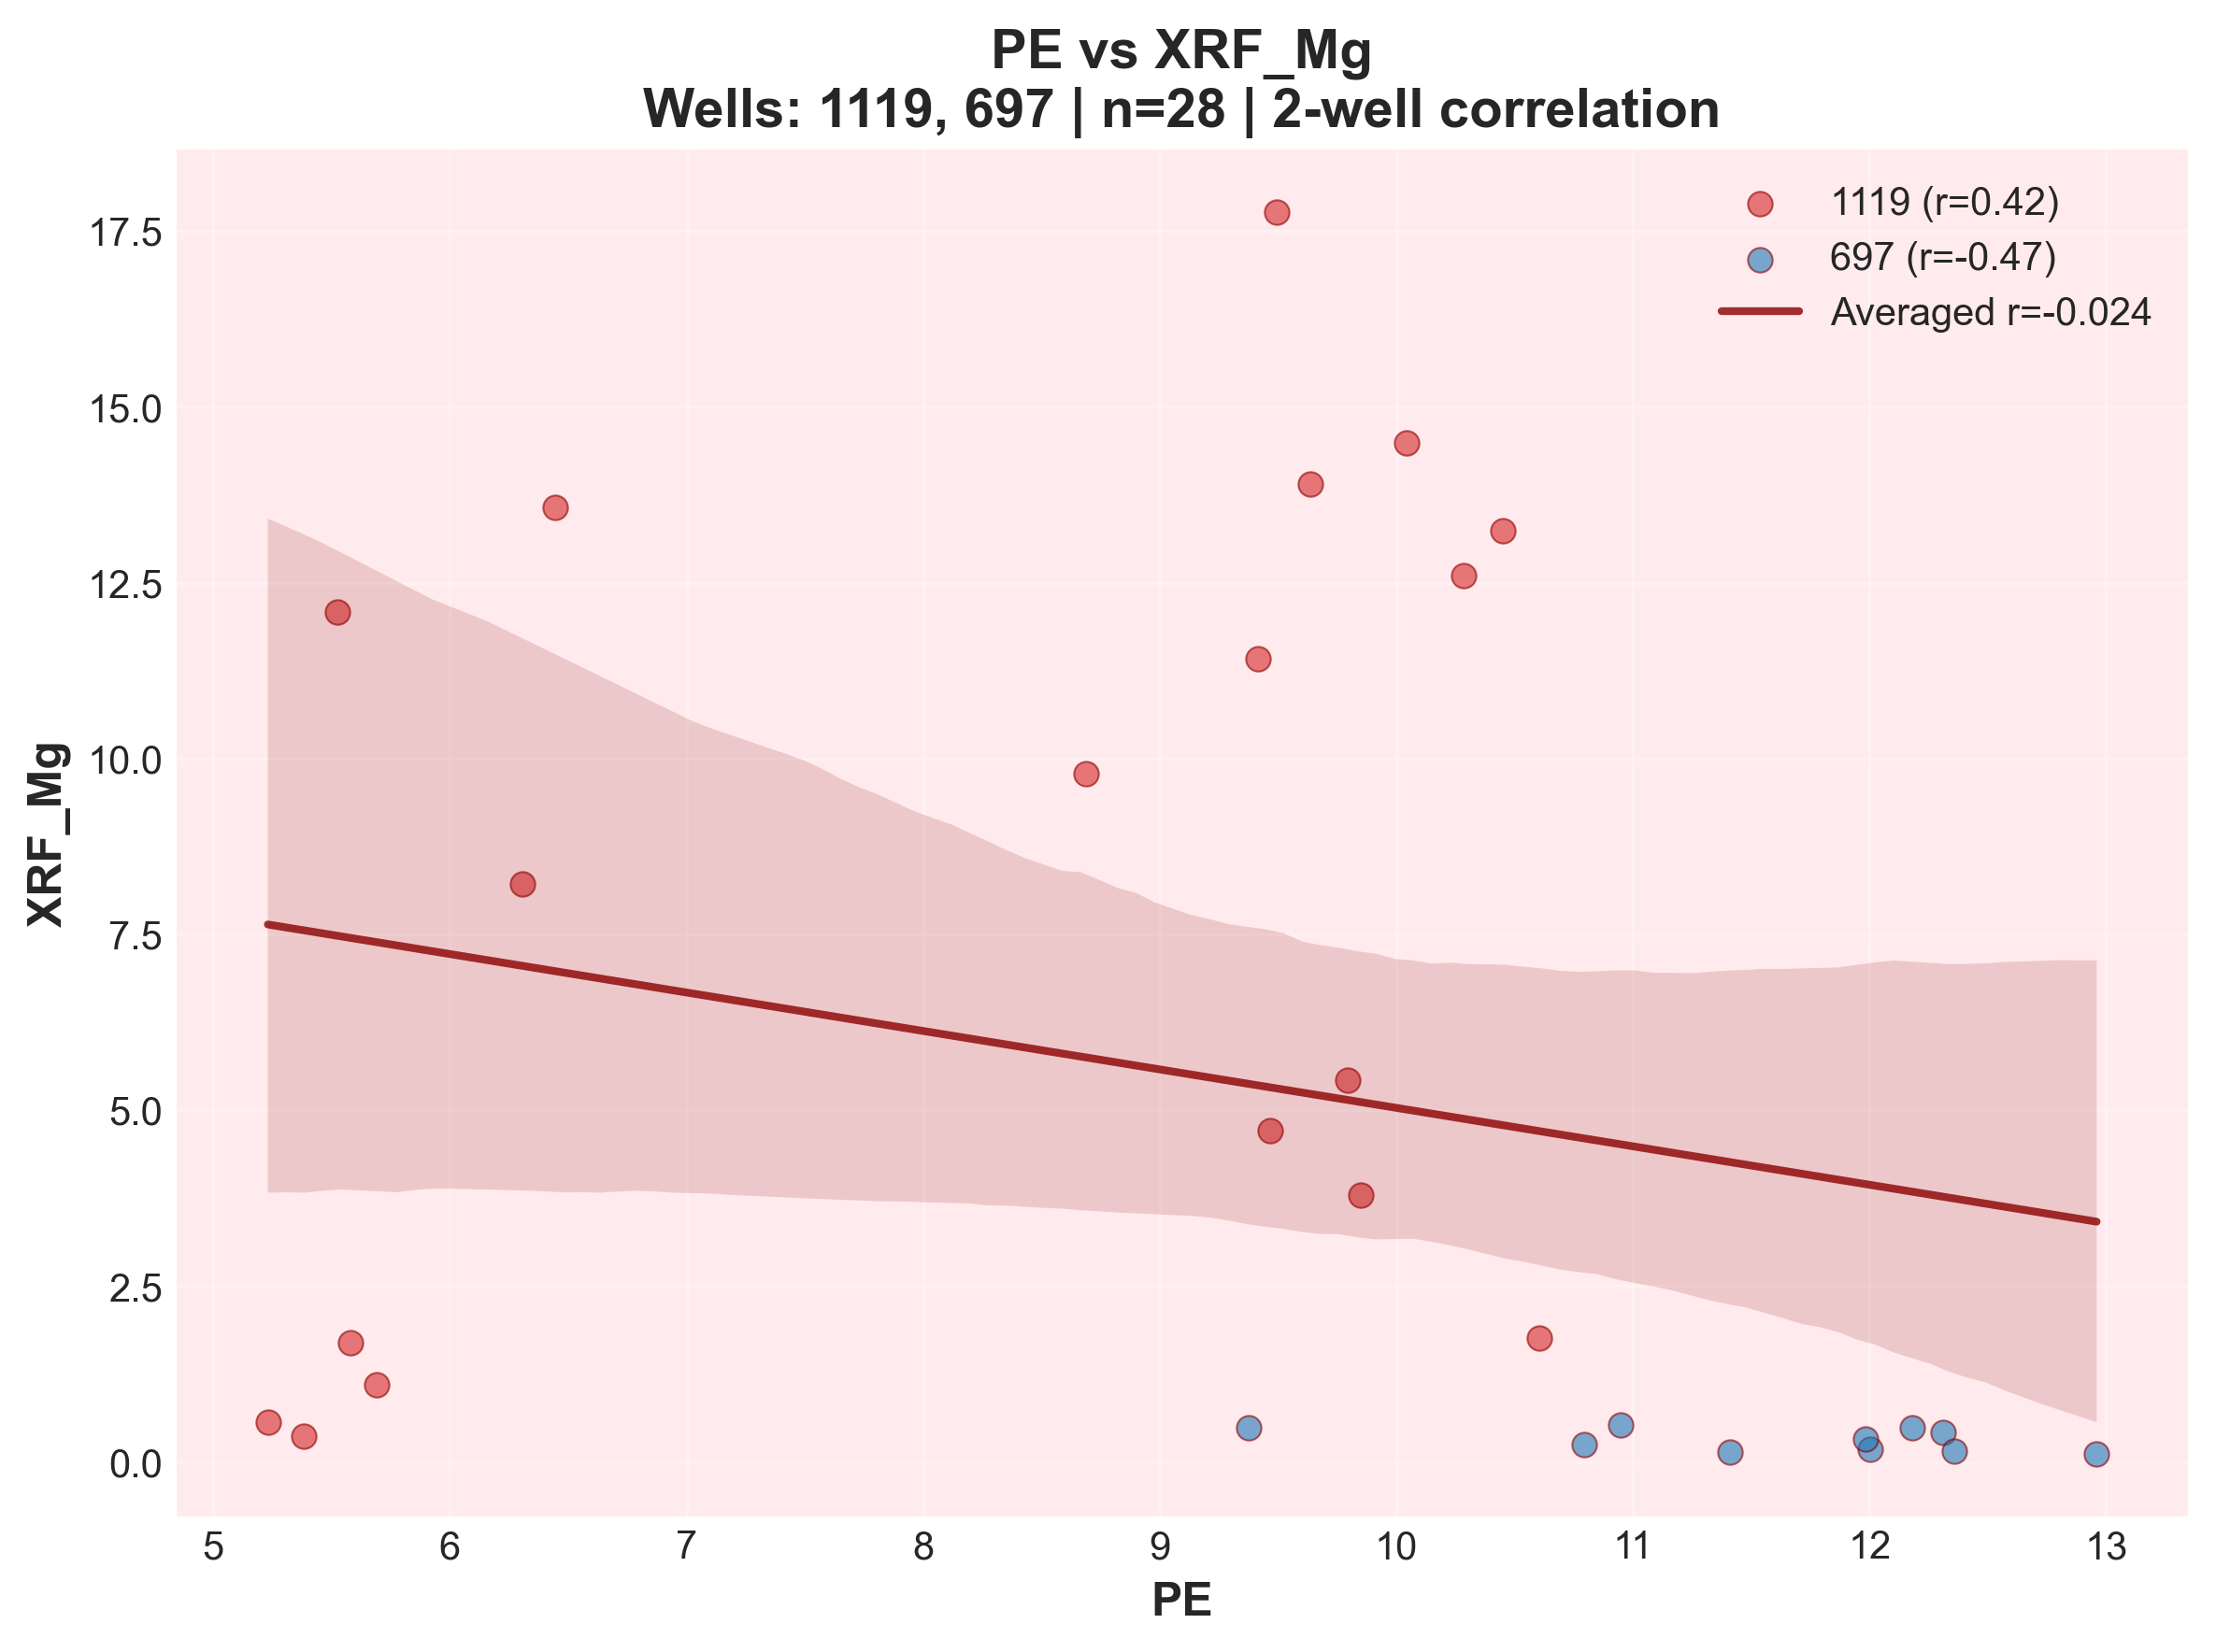 PE vs XRF_Mg
Wells: 1119, 697 | n=28 | 2-well correlation
1119 (r=0.42)
697 (r=-0.47)
Averaged r=-0.024
XRF_Mg
17.5
15.0
12.5
10.0
7.5
5.0
2.5
0.0
5 6 7 8 9 10 11 12 13
PE